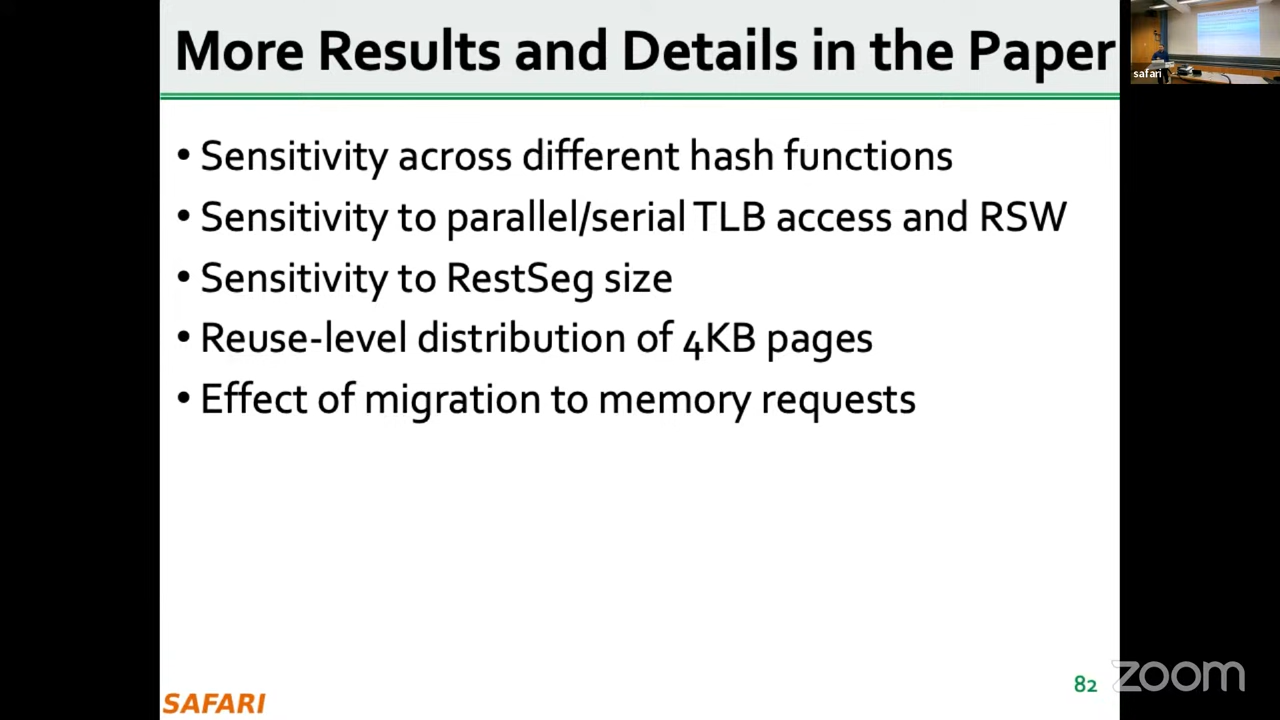 More Results and Details in the Paper
safari
• Sensitivity across different hash functions
• Sensitivity to parallel/serial TLB access and RSW
• Sensitivity to RestSeg size
• Reuse-level distribution of 4KB pages
• Effect of migration to memory requests
SAFARI
82
zoom